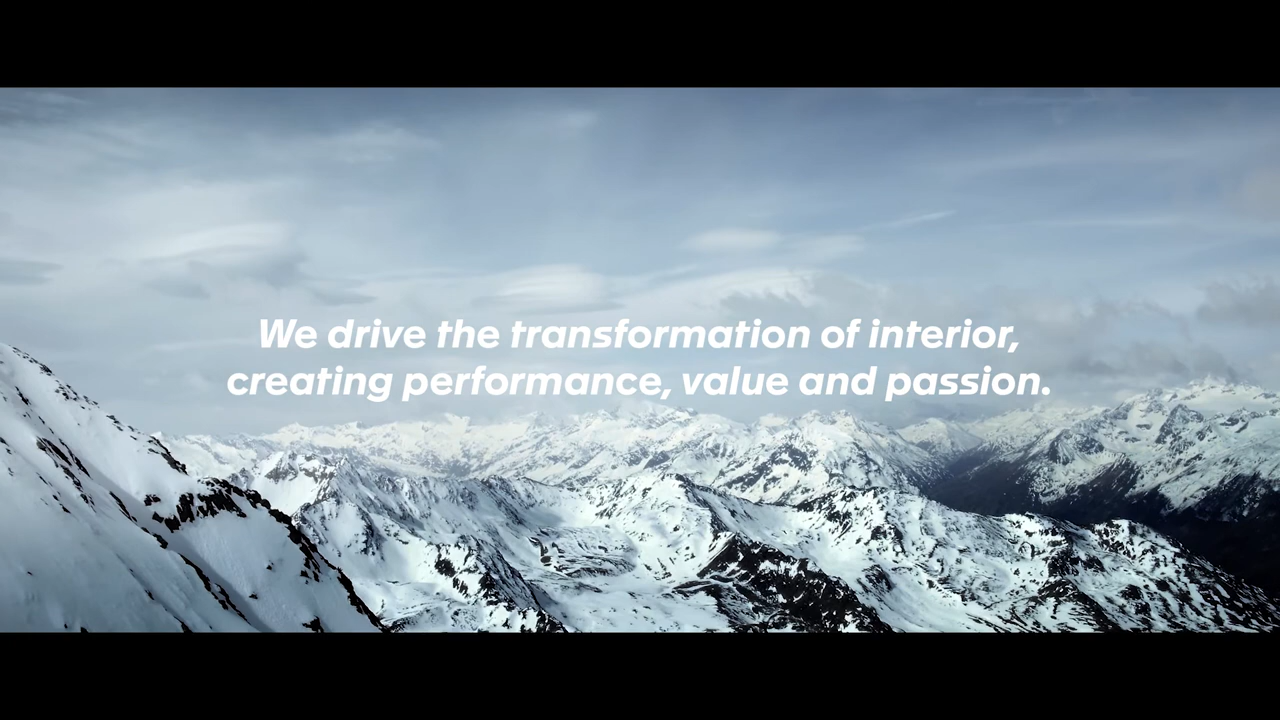 We drive the transformation of interior,
creating performance, value and passion.